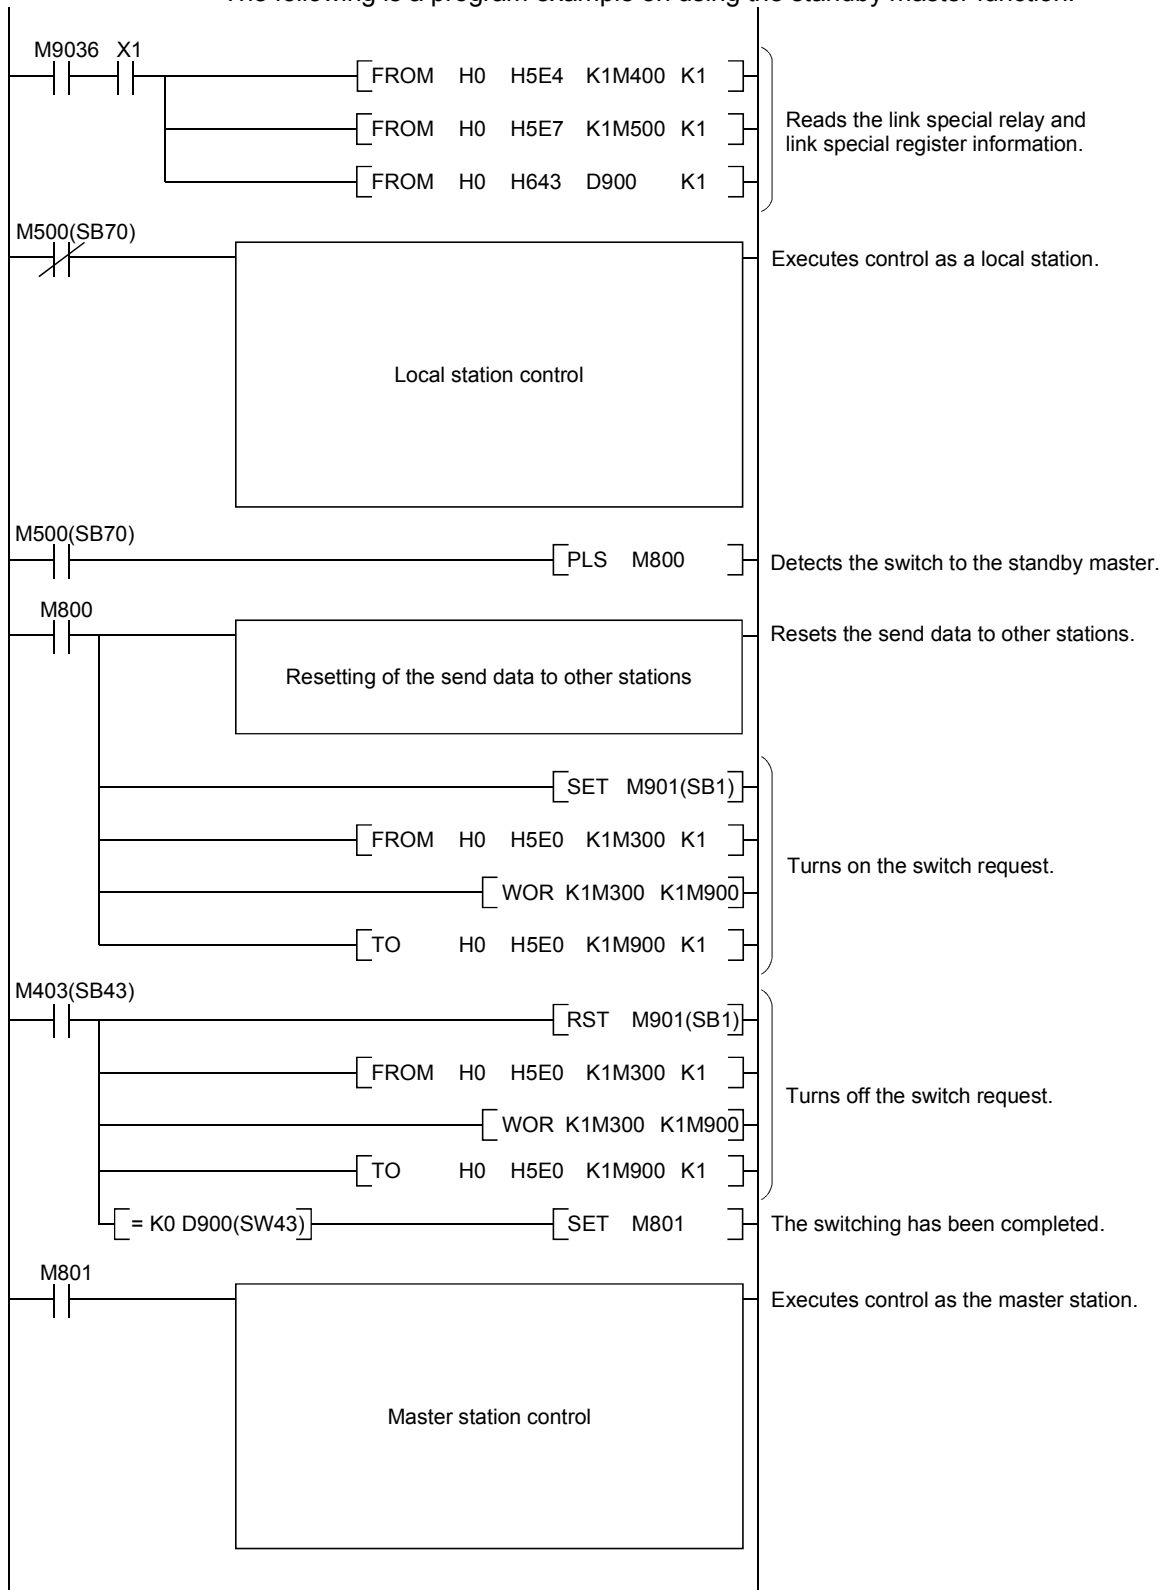 The following is a program example on using the standby master function.
M9036 X1
FROM H0 H5E4 K1M400 K1
FROM H0 H5E7 K1M500 K1
FROM H0 H643 D900 K1
Reads the link special relay and
link special register information.
M500(SB70)
Local station control
Executes control as a local station.
M500(SB70)
PLS M800
Detects the switch to the standby master.
M800
Resetting of the send data to other stations
Resets the send data to other stations.
SET M901(SB1)
FROM H0 H5E0 K1M300 K1
WOR K1M300 K1M900
TO H0 H5E0 K1M900 K1
Turns on the switch request.
M403(SB43)
RST M901(SB1)
FROM H0 H5E0 K1M300 K1
WOR K1M300 K1M900
TO H0 H5E0 K1M900 K1
Turns off the switch request.
= K0 D900(SW43)
SET M801
The switching has been completed.
M801
Master station control
Executes control as the master station.